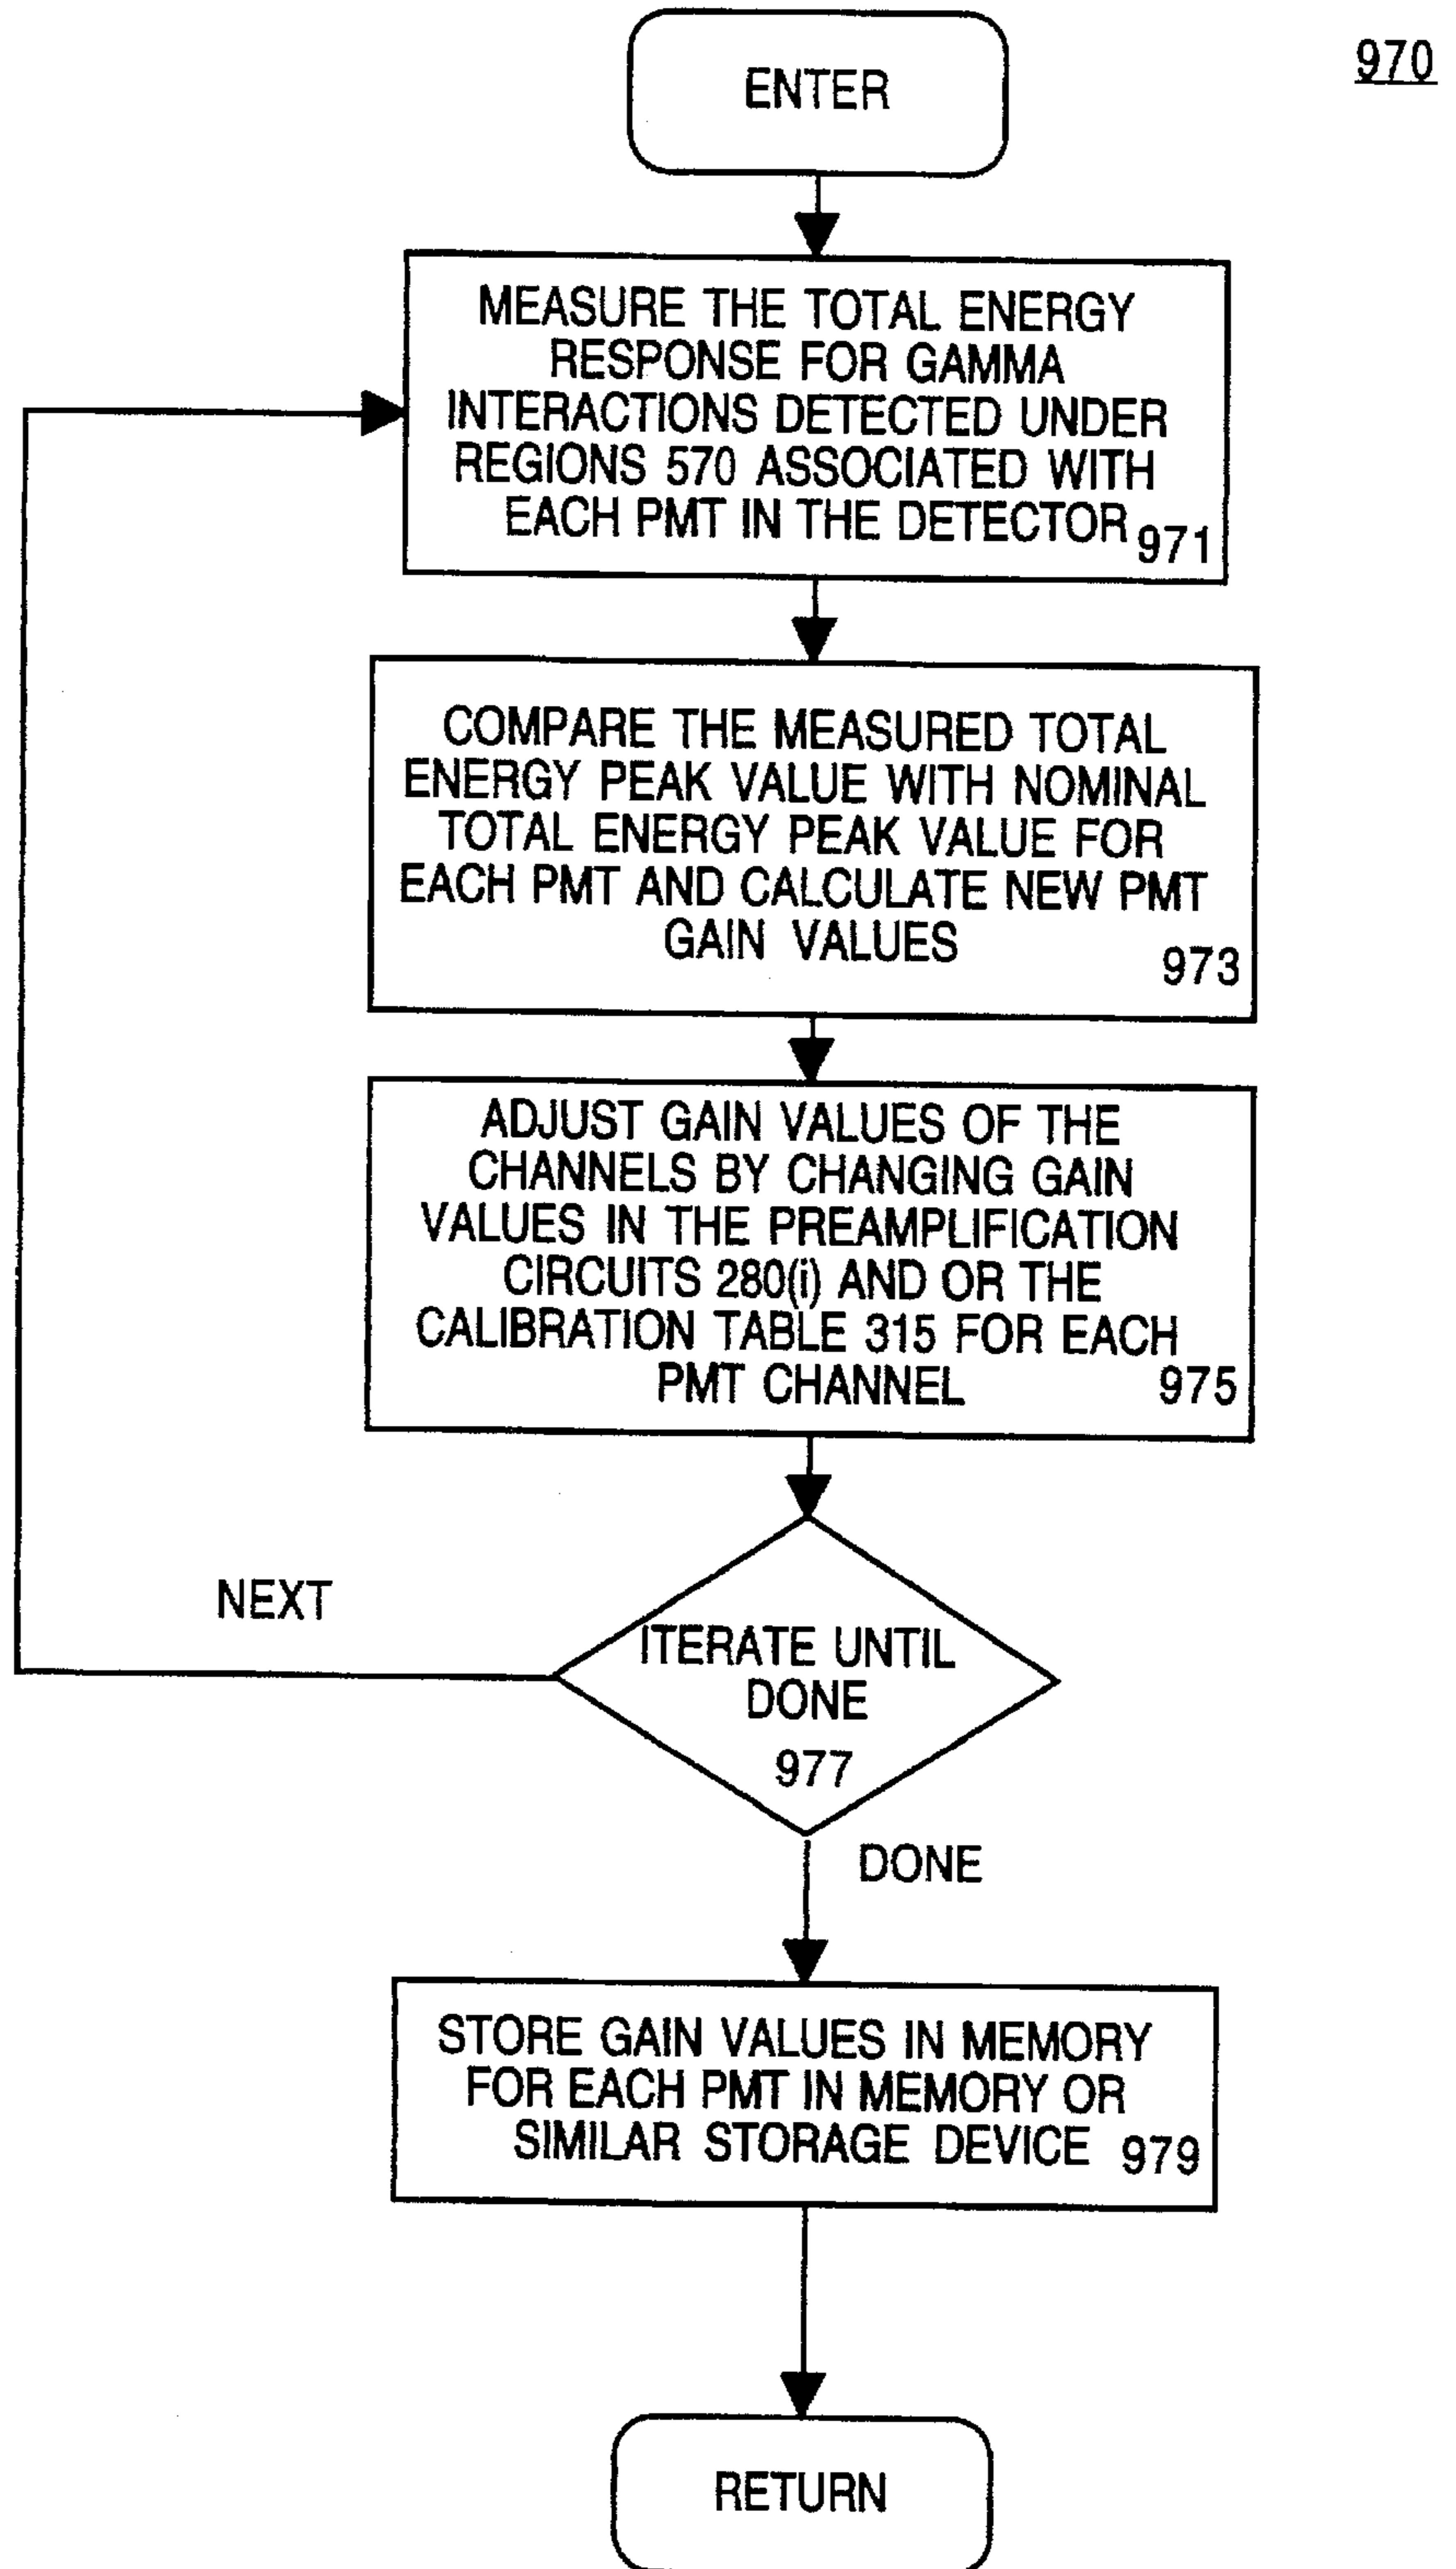 970
ENTER
MEASURE THE TOTAL ENERGY
RESPONSE FOR GAMMA
INTERACTIONS DETECTED UNDER
REGIONS 570 ASSOCIATED WITH
EACH PMT IN THE DETECTOR
971
COMPARE THE MEASURED TOTAL
ENERGY PEAK VALUE WITH NOMINAL
TOTAL ENERGY PEAK VALUE FOR
EACH PMT AND CALCULATE NEW PMT
GAIN VALUES
973
ADJUST GAIN VALUES OF THE
CHANNELS BY CHANGING GAIN
VALUES IN THE PREAMPLIFICATION
CIRCUITS 280(i) AND OR THE
CALIBRATION TABLE 315 FOR EACH
PMT CHANNEL
975
NEXT
ITERATE UNTIL
DONE
977
DONE
STORE GAIN VALUES IN MEMORY
FOR EACH PMT IN MEMORY OR
SIMILAR STORAGE DEVICE
979
RETURN